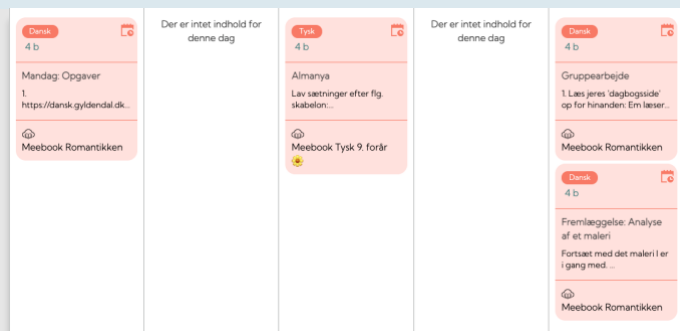 Dansk
4 b
Mandag: Opgaver
1.
https://dansk.gyldendal.dk...
Meebook Romantikken
Der er intet indhold for
denne dag
Tysk
4 b
Almanya
Lav sætninger efter flg.
skabelon:...
Meebook Tysk 9. forår
🌼
Der er intet indhold for
denne dag
Dansk
4 b
Gruppearbejde
1. Læs jeres 'dagbogsside'
op for hinanden: Em læser...
Meebook Romantikken
Dansk
4 b
Fremlæggelse: Analyse
af et maleri
Fortsæt med det maleri I er
i gang med. ...
Meebook Romantikken